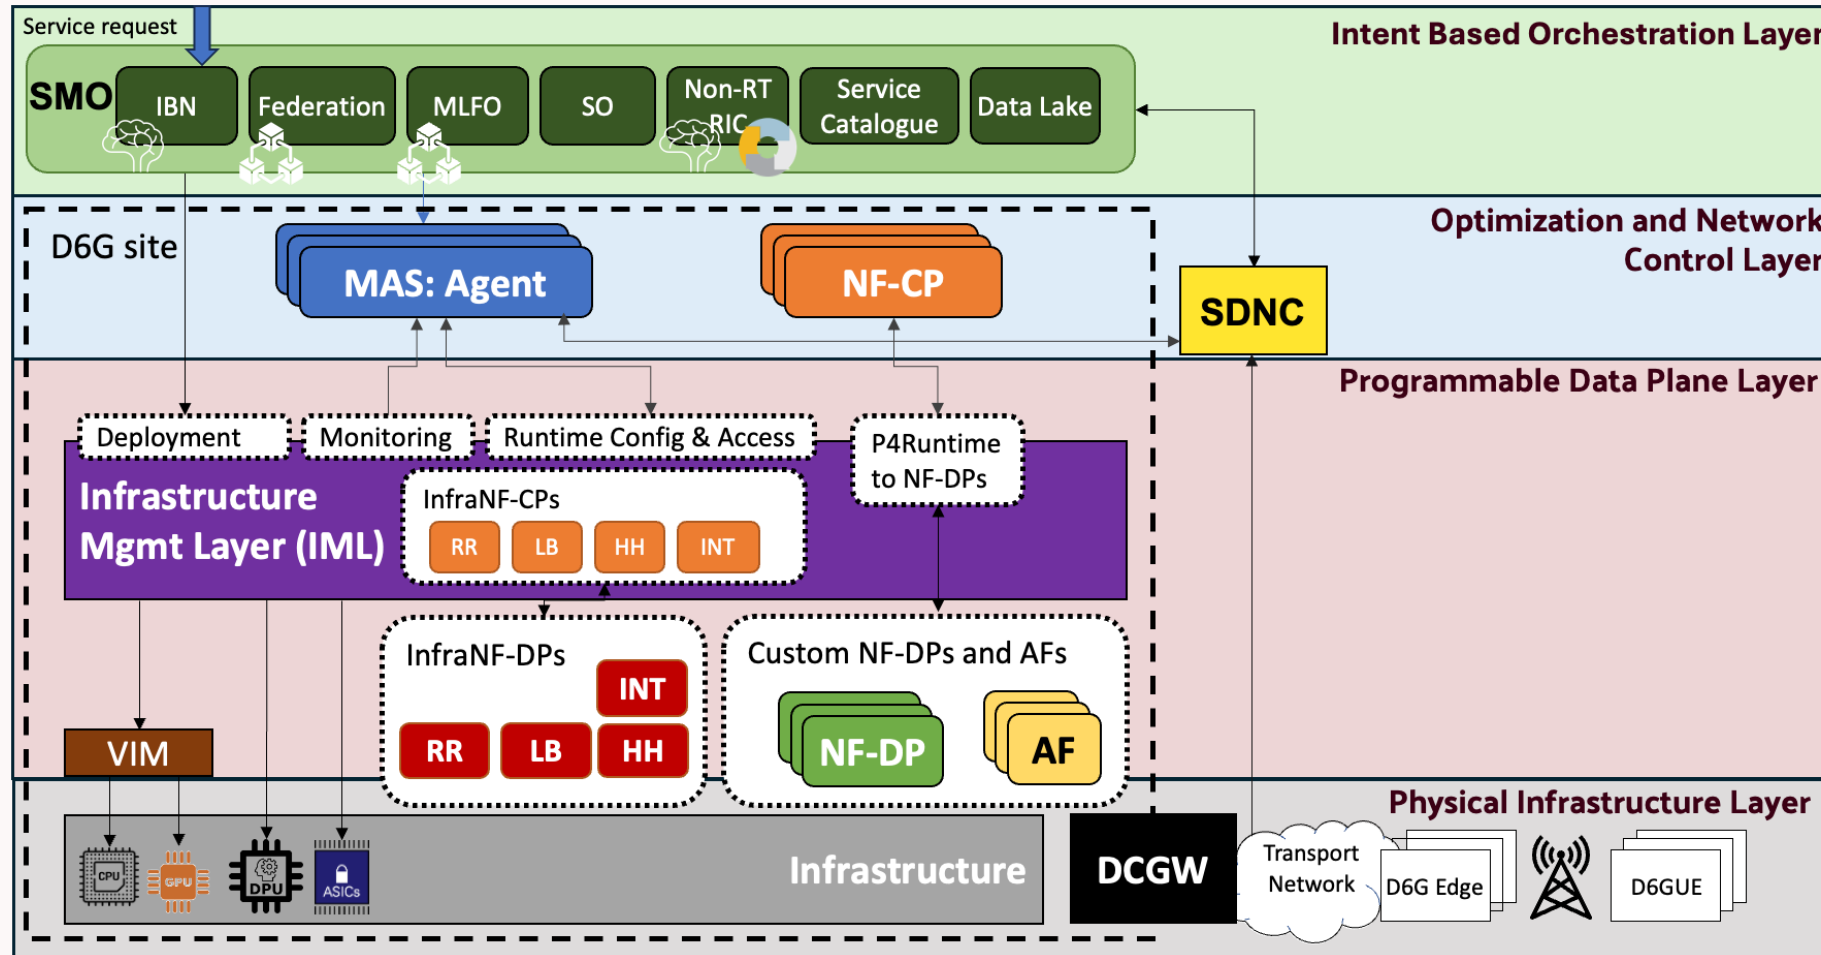 Service request
Intent Based Orchestration Layer
SMO
IBN
Federation
MLFO
SO
Non-RT
RIC
Service
Catalogue
Data Lake
Optimization and Network
Control Layer
D6G site
MAS: Agent
NF-CP
SDNC
Programmable Data Plane Layer
Deployment
Monitoring
Runtime Config & Access
P4Runtime
to NF-DPs
Infrastructure
Mgmt Layer (IML)
InfraNF-CPs
RR
LB
HH
INT
InfraNF-DPs
INT
RR
LB
HH
Custom NF-DPs and AFs
NF-DP
AF
VIM
Physical Infrastructure Layer
CPU
GPU
DPU
ASICs
Infrastructure
DCGW
Transport
Network
D6G Edge
D6GUE